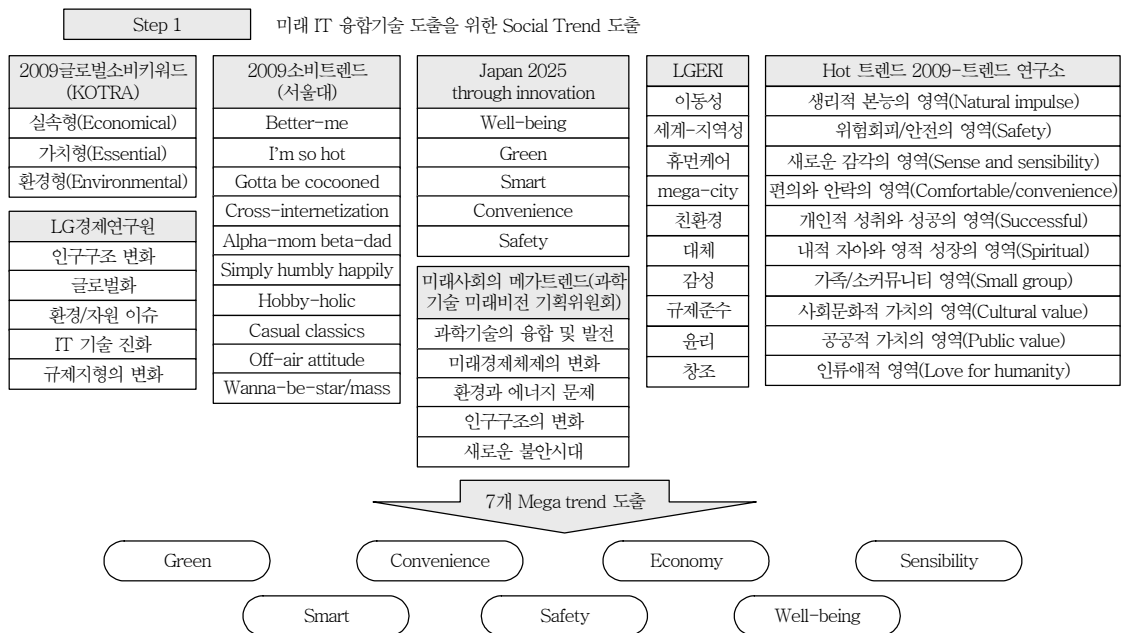 Step 1
미래 IT 융합기술 도출을 위한 Social Trend 도출
2009글로벌소비키워드
(KOTRA)
실속형(Economical)
가치형(Essential)
환경형(Environmental)
LG경제연구원
인구구조 변화
글로벌화
환경/자원 이슈
IT 기술 진화
규제지형의 변화
2009소비트렌드
(서울대)
Better-me
I'm so hot
Gotta be cocooned
Cross-internetization
Alpha-mom beta-dad
Simply humbly happily
Hobby-holic
Casual classics
Off-air attitude
Wanna-be-star/mass
Japan 2025
through innovation
Well-being
Green
Smart
Convenience
Safety
미래사회의 메가트렌드(과학
기술 미래비전 기획위원회)
과학기술의 융합 및 발전
미래경제체제의 변화
환경과 에너지 문제
인구구조의 변화
새로운 불안시대
LGERI
이동성
세계-지역성
휴먼케어
mega-city
친환경
대체
감성
규제준수
윤리
창조
Hot 트렌드 2009-트렌드 연구소
생리적 본능의 영역(Natural impulse)
위험회피/안전의 영역(Safety)
새로운 감각의 영역(Sense and sensibility)
편의와 안락의 영역(Comfortable/convenience)
개인적 성취와 성공의 영역(Successful)
내적 자아와 영적 성장의 영역(Spiritual)
가족/소커뮤니티 영역(Small group)
사회문화적 가치의 영역(Cultural value)
공공적 가치의 영역(Public value)
인류애적 영역(Love for humanity)
7개 Mega trend 도출
Green
Convenience
Economy
Sensibility
Smart
Safety
Well-being